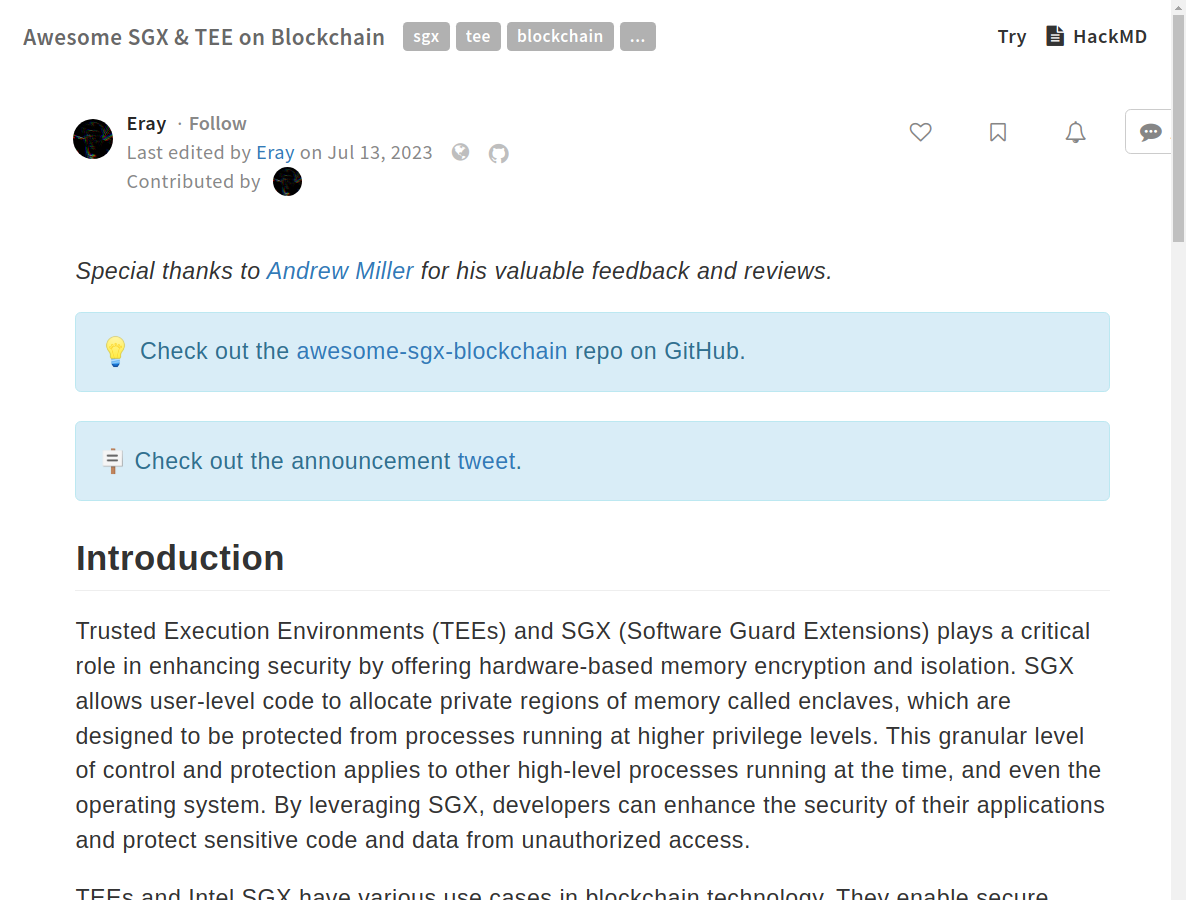 Awesome SGX & TEE on Blockchain sgx tee blockchain ... Try HackMD
Eray · Follow
Last edited by Eray on Jul 13, 2023
Contributed by
Special thanks to Andrew Miller for his valuable feedback and reviews.
💡 Check out the awesome-sgx-blockchain repo on GitHub.
🪧 Check out the announcement tweet.
Introduction
Trusted Execution Environments (TEEs) and SGX (Software Guard Extensions) plays a critical
role in enhancing security by offering hardware-based memory encryption and isolation. SGX
allows user-level code to allocate private regions of memory called enclaves, which are
designed to be protected from processes running at higher privilege levels. This granular level
of control and protection applies to other high-level processes running at the time, and even the
operating system. By leveraging SGX, developers can enhance the security of their applications
and protect sensitive code and data from unauthorized access.
TEEs and Intel SGX have various use cases in blockchain technology. They enable secure